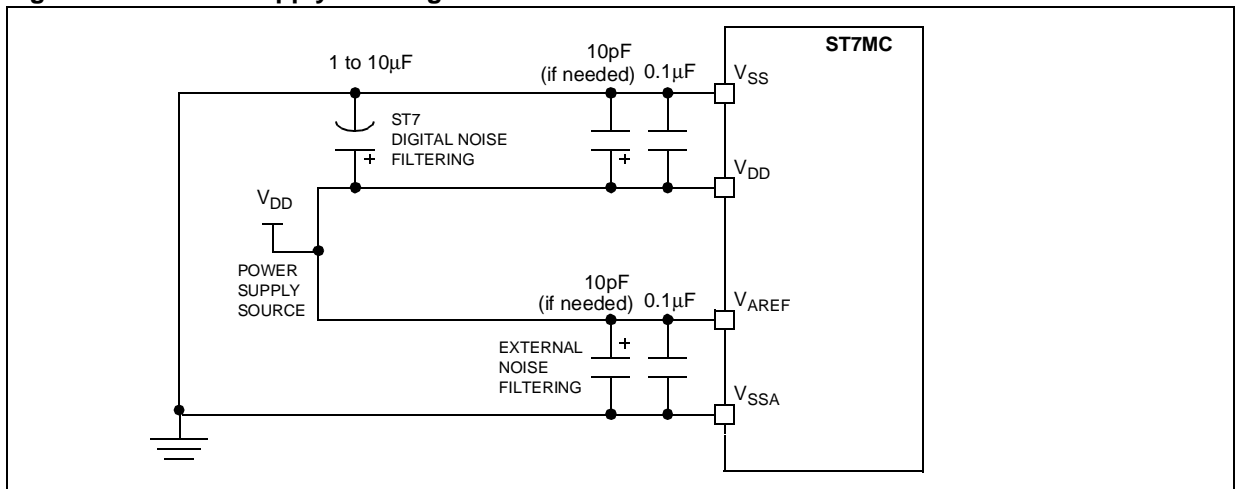 ST7MC
10pF
1 to 10μF
(if needed) 0.1μF
VSS
ST7
DIGITAL NOISE
+ FILTERING
+
VDD
VDD
POWER
SUPPLY
SOURCE
10pF
(if needed) 0.1μF
VAREF
EXTERNAL +
NOISE
FILTERING
VSSA